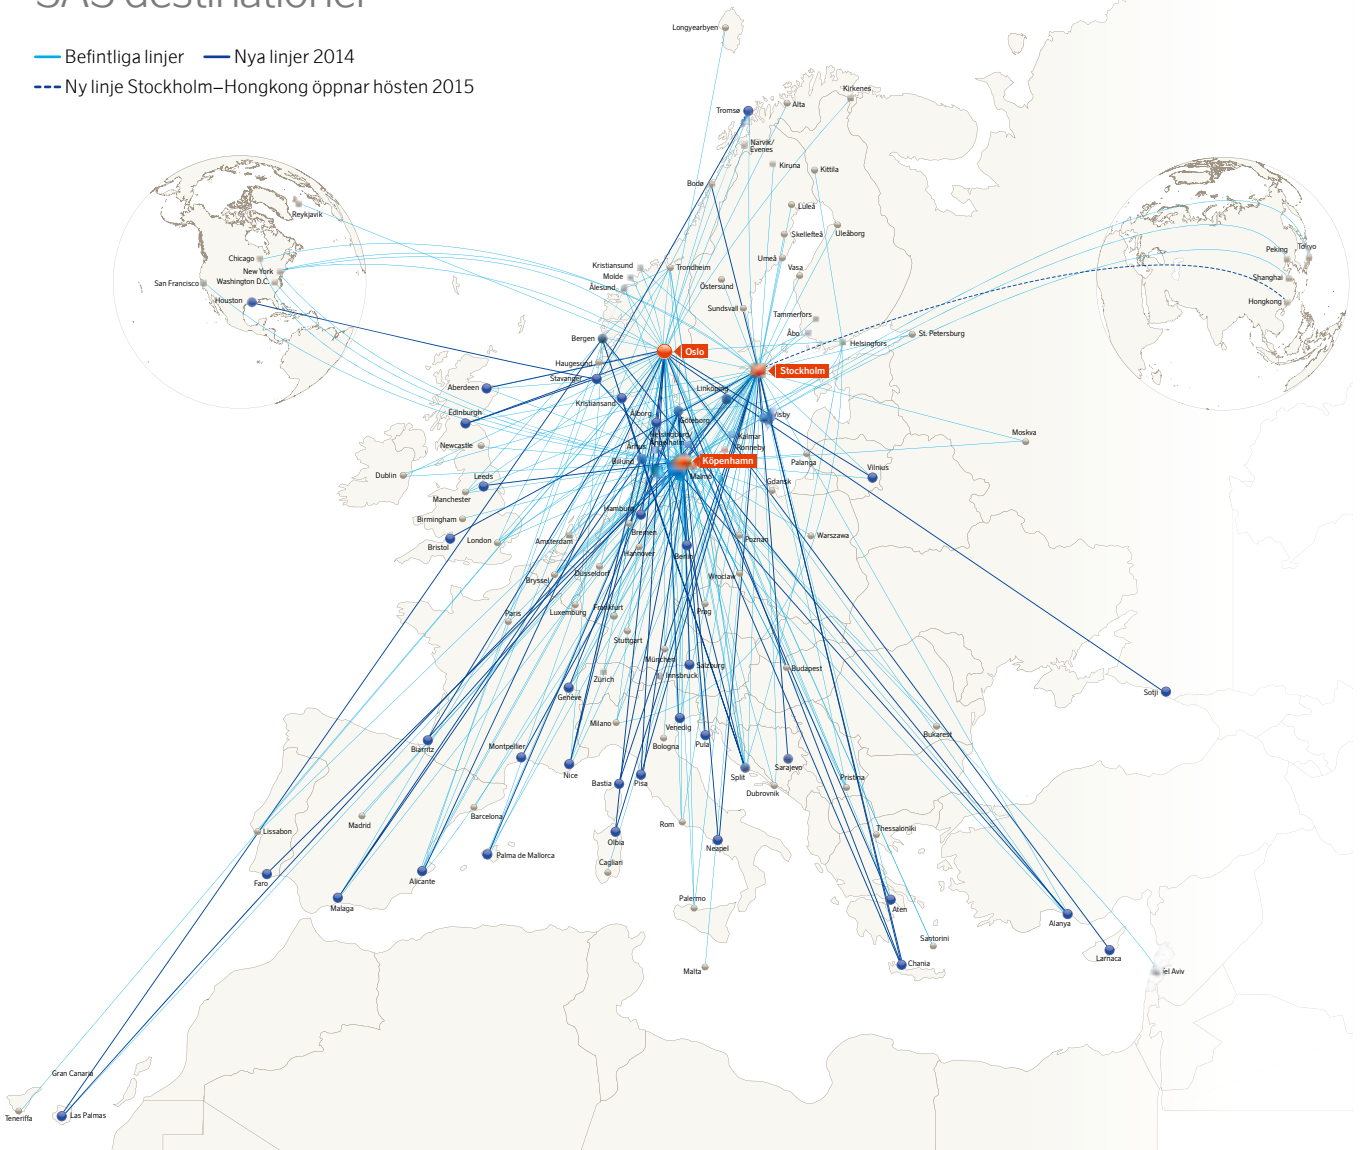 SAS destinationer
Befintliga linjer
Nya linjer 2014
Ny linje Stockholm–Hongkong öppnar hösten 2015
Longyearbyen
Kirkenes
Alta
Tromsø
Narvik/
Evenes
Kiruna
Kittila
Bodø
Luleå
Reykjavik
Skellefteå
Uleåborg
Chicago
New York
San Francisco
Washington D.C.
Houston
Peking
Tokyo
Shanghai
Hongkong
Umeå
Vasa
Kristiansund
Trondheim
Molde
Ålesund
Östersund
Sundsvall
Tammerfors
Åbo
St. Petersburg
Helsingfors
Bergen
Oslo
Haugesund
Stockholm
Stavanger
Aberdeen
Linköping
Kristiansand
Edinburgh
Ålborg
Göteborg
Visby
Moskva
Newcastle
Helsingborg
Ängelholm
Kalmar
Ronneby
Århus
Billund
Köpenhamn
Palanga
Vilnius
Malmö
Dublin
Leeds
Gdansk
Manchester
Hamburg
Birmingham
Bremen
Bristol
London
Amsterdam
Hannover
Berlin
Poznan
Warszawa
Bryssel
Düsseldorf
Wroclaw
Paris
Luxemburg
Frankfurt
Prag
Stuttgart
München
Salzburg
Budapest
Zürich
Innsbruck
Genève
Sotji
Milano
Venedig
Bukarest
Biarritz
Montpellier
Bologna
Pula
Nice
Bastia
Pisa
Split
Sarajevo
Pristina
Dubrovnik
Barcelona
Lissabon
Madrid
Rom
Thessaloniki
Olbia
Neapel
Palma de Mallorca
Cagliari
Faro
Alicante
Malaga
Palermo
Aten
Alanya
Santorini
Larnaca
Chania
Malta
Tel Aviv
Gran Canaria
Teneriffa
Las Palmas